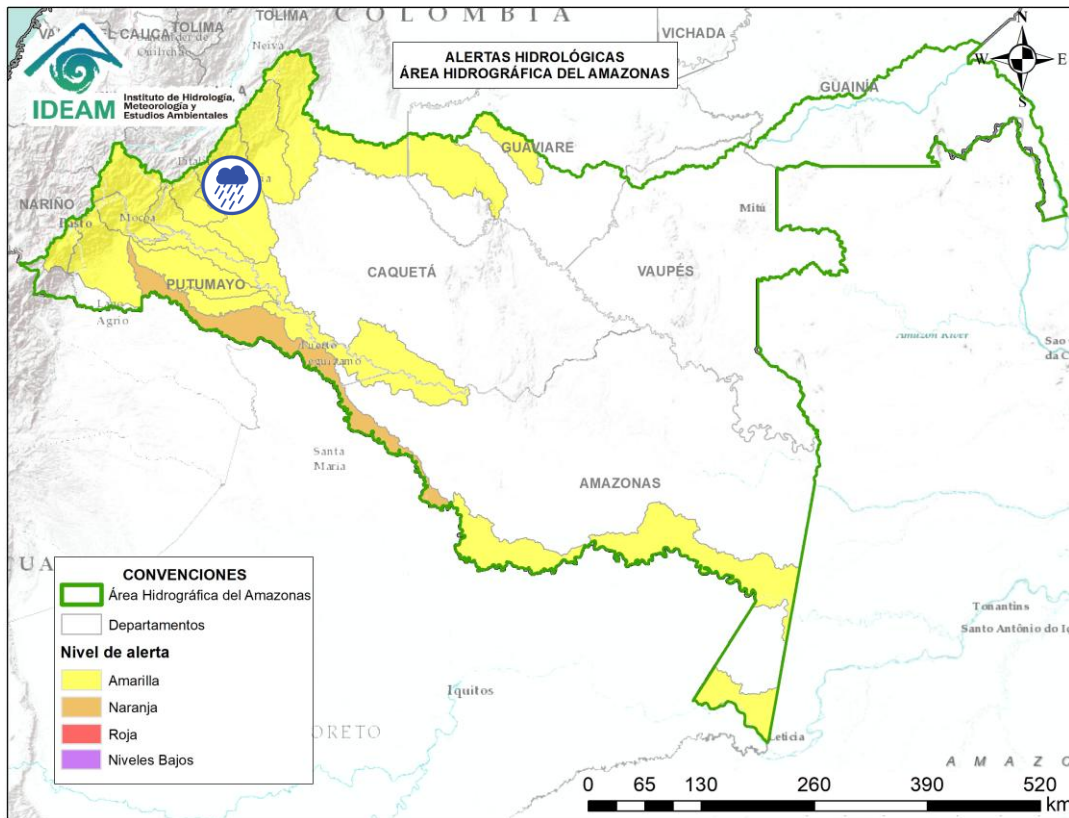 COLOMBIA
TOLIMA
TOLIMA
Neiva
VICHADA
ALERTAS HIDROLÓGICAS
ÁREA HIDROGRÁFICA DEL AMAZONAS
N
W
E
S
IDEAM
Instituto de Hidrología,
Meteorología y
Estudios Ambientales
GUAINÍA
GUAVIARE
NARIÑO
Pasto
Mocoa
Mitú
CAQUETÁ
VAUPÉS
PUTUMAYO
Lago
Agrio
Puerto
Amazon River
Santa
María
AMAZONAS
CONVENCIONES
Área Hidrográfica del Amazonas
Departamentos
Nivel de alerta
Amarilla
Naranja
Roja
Niveles Bajos
Tonantins
Santo Antônio do
Iquitos
ORETO
Leticia
AMAZO
0 65 130 260 390 520
km